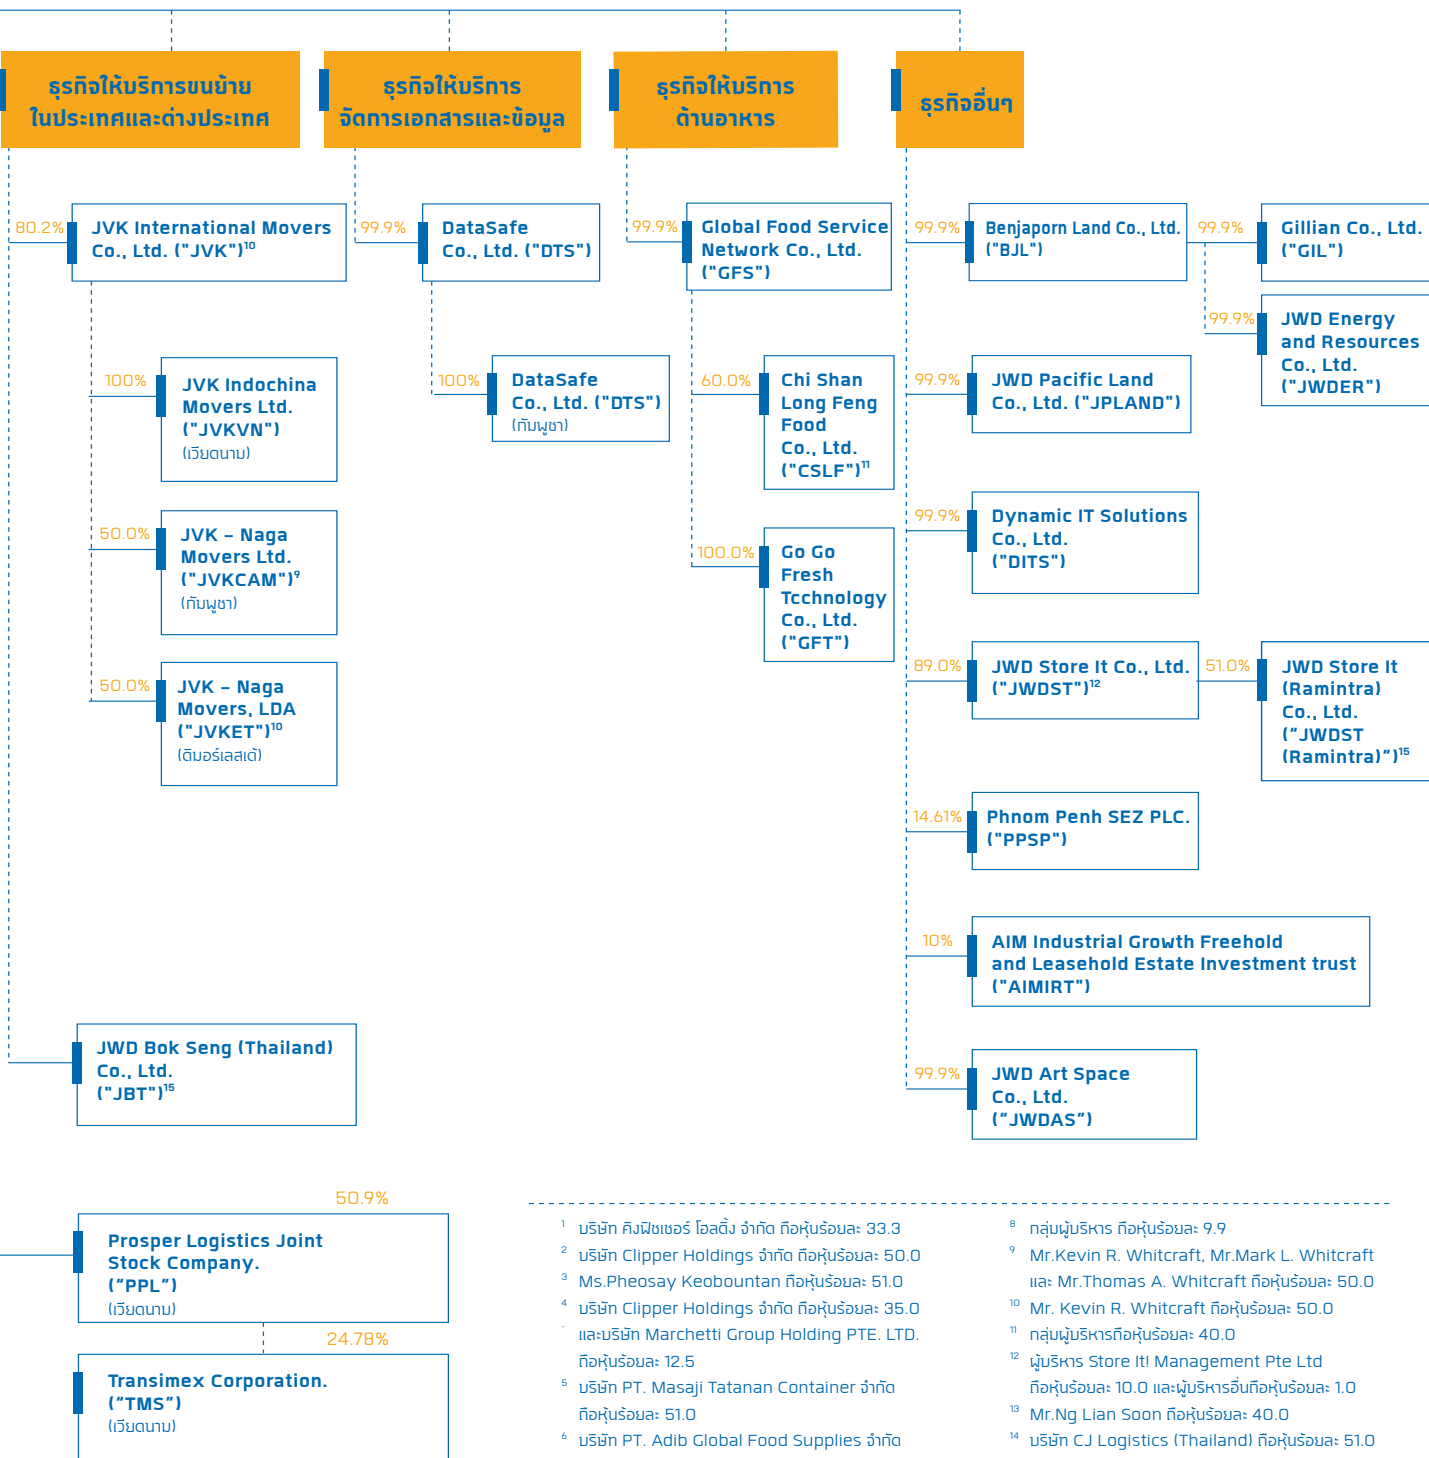 ธุรกิจให้บริการขนย้าย
ในประเทศและต่างประเทศ
80.2%
JVK International Movers
Co., Ltd. ("JVK")¹⁰
100%
JVK Indochina
Movers Ltd.
("JVKVN")
(เวียดนาม)
50.0%
JVK – Naga
Movers Ltd.
("JVKCAM")⁹
(กัมพูชา)
50.0%
JVK – Naga
Movers, LDA
("JVKET")¹⁰
(ติมอร์เลสเต้)
JWD Bok Seng (Thailand)
Co., Ltd.
("JBT")¹⁵
ธุรกิจให้บริการ
จัดการเอกสารและข้อมูล
99.9%
DataSafe
Co., Ltd. ("DTS")
100%
DataSafe
Co., Ltd. ("DTS")
(กัมพูชา)
ธุรกิจให้บริการ
ด้านอาหาร
99.9%
Global Food Service
Network Co., Ltd.
("GFS")
60.0%
Chi Shan
Long Feng
Food
Co., Ltd.
("CSLF")¹¹
100.0%
Go Go
Fresh
Tcchnology
Co., Ltd.
("GFT")
ธุรกิจอื่นๆ
99.9%
Benjaporn Land Co., Ltd.
("BJL")
99.9%
Gillian Co., Ltd.
("GIL")
99.9%
JWD Energy
and Resources
Co., Ltd.
("JWDER")
99.9%
JWD Pacific Land
Co., Ltd. ("JPLAND")
99.9%
Dynamic IT Solutions
Co., Ltd.
("DITS")
89.0%
JWD Store It Co., Ltd.
("JWDST")¹²
51.0%
JWD Store It
(Ramintra)
Co., Ltd.
(“JWDST
(Ramintra)”)¹⁵
14.61%
Phnom Penh SEZ PLC.
("PPSP")
10%
AIM Industrial Growth Freehold
and Leasehold Estate Investment trust
("AIMIRT")
99.9%
JWD Art Space
Co., Ltd.
(“JWDAS”)
50.9%
Prosper Logistics Joint
Stock Company.
(“PPL”)
(เวียดนาม)
24.78%
Transimex Corporation.
(“TMS”)
(เวียดนาม)
¹ บริษัท คิงฟิชเชอร์ โฮลดิ้ง จำกัด ถือหุ้นร้อยละ 33.3
² บริษัท Clipper Holdings จำกัด ถือหุ้นร้อยละ 50.0
³ Ms.Pheosay Keobountan ถือหุ้นร้อยละ 51.0
⁴ บริษัท Clipper Holdings จำกัด ถือหุ้นร้อยละ 35.0
และบริษัท Marchetti Group Holding PTE. LTD.
ถือหุ้นร้อยละ 12.5
⁵ บริษัท PT. Masaji Tatanan Container จำกัด
ถือหุ้นร้อยละ 51.0
⁶ บริษัท PT. Adib Global Food Supplies จำกัด
⁸ กลุ่มผู้บริหาร ถือหุ้นร้อยละ 9.9
⁹ Mr.Kevin R. Whitcraft, Mr.Mark L. Whitcraft
และ Mr.Thomas A. Whitcraft ถือหุ้นร้อยละ 50.0
¹⁰ Mr. Kevin R. Whitcraft ถือหุ้นร้อยละ 50.0
¹¹ กลุ่มผู้บริหารถือหุ้นร้อยละ 40.0
¹² ผู้บริหาร Store It! Management Pte Ltd
ถือหุ้นร้อยละ 10.0 และผู้บริหารอื่นถือหุ้นร้อยละ 1.0
¹³ Mr.Ng Lian Soon ถือหุ้นร้อยละ 40.0
¹⁴ บริษัท CJ Logistics (Thailand) ถือหุ้นร้อยละ 51.0